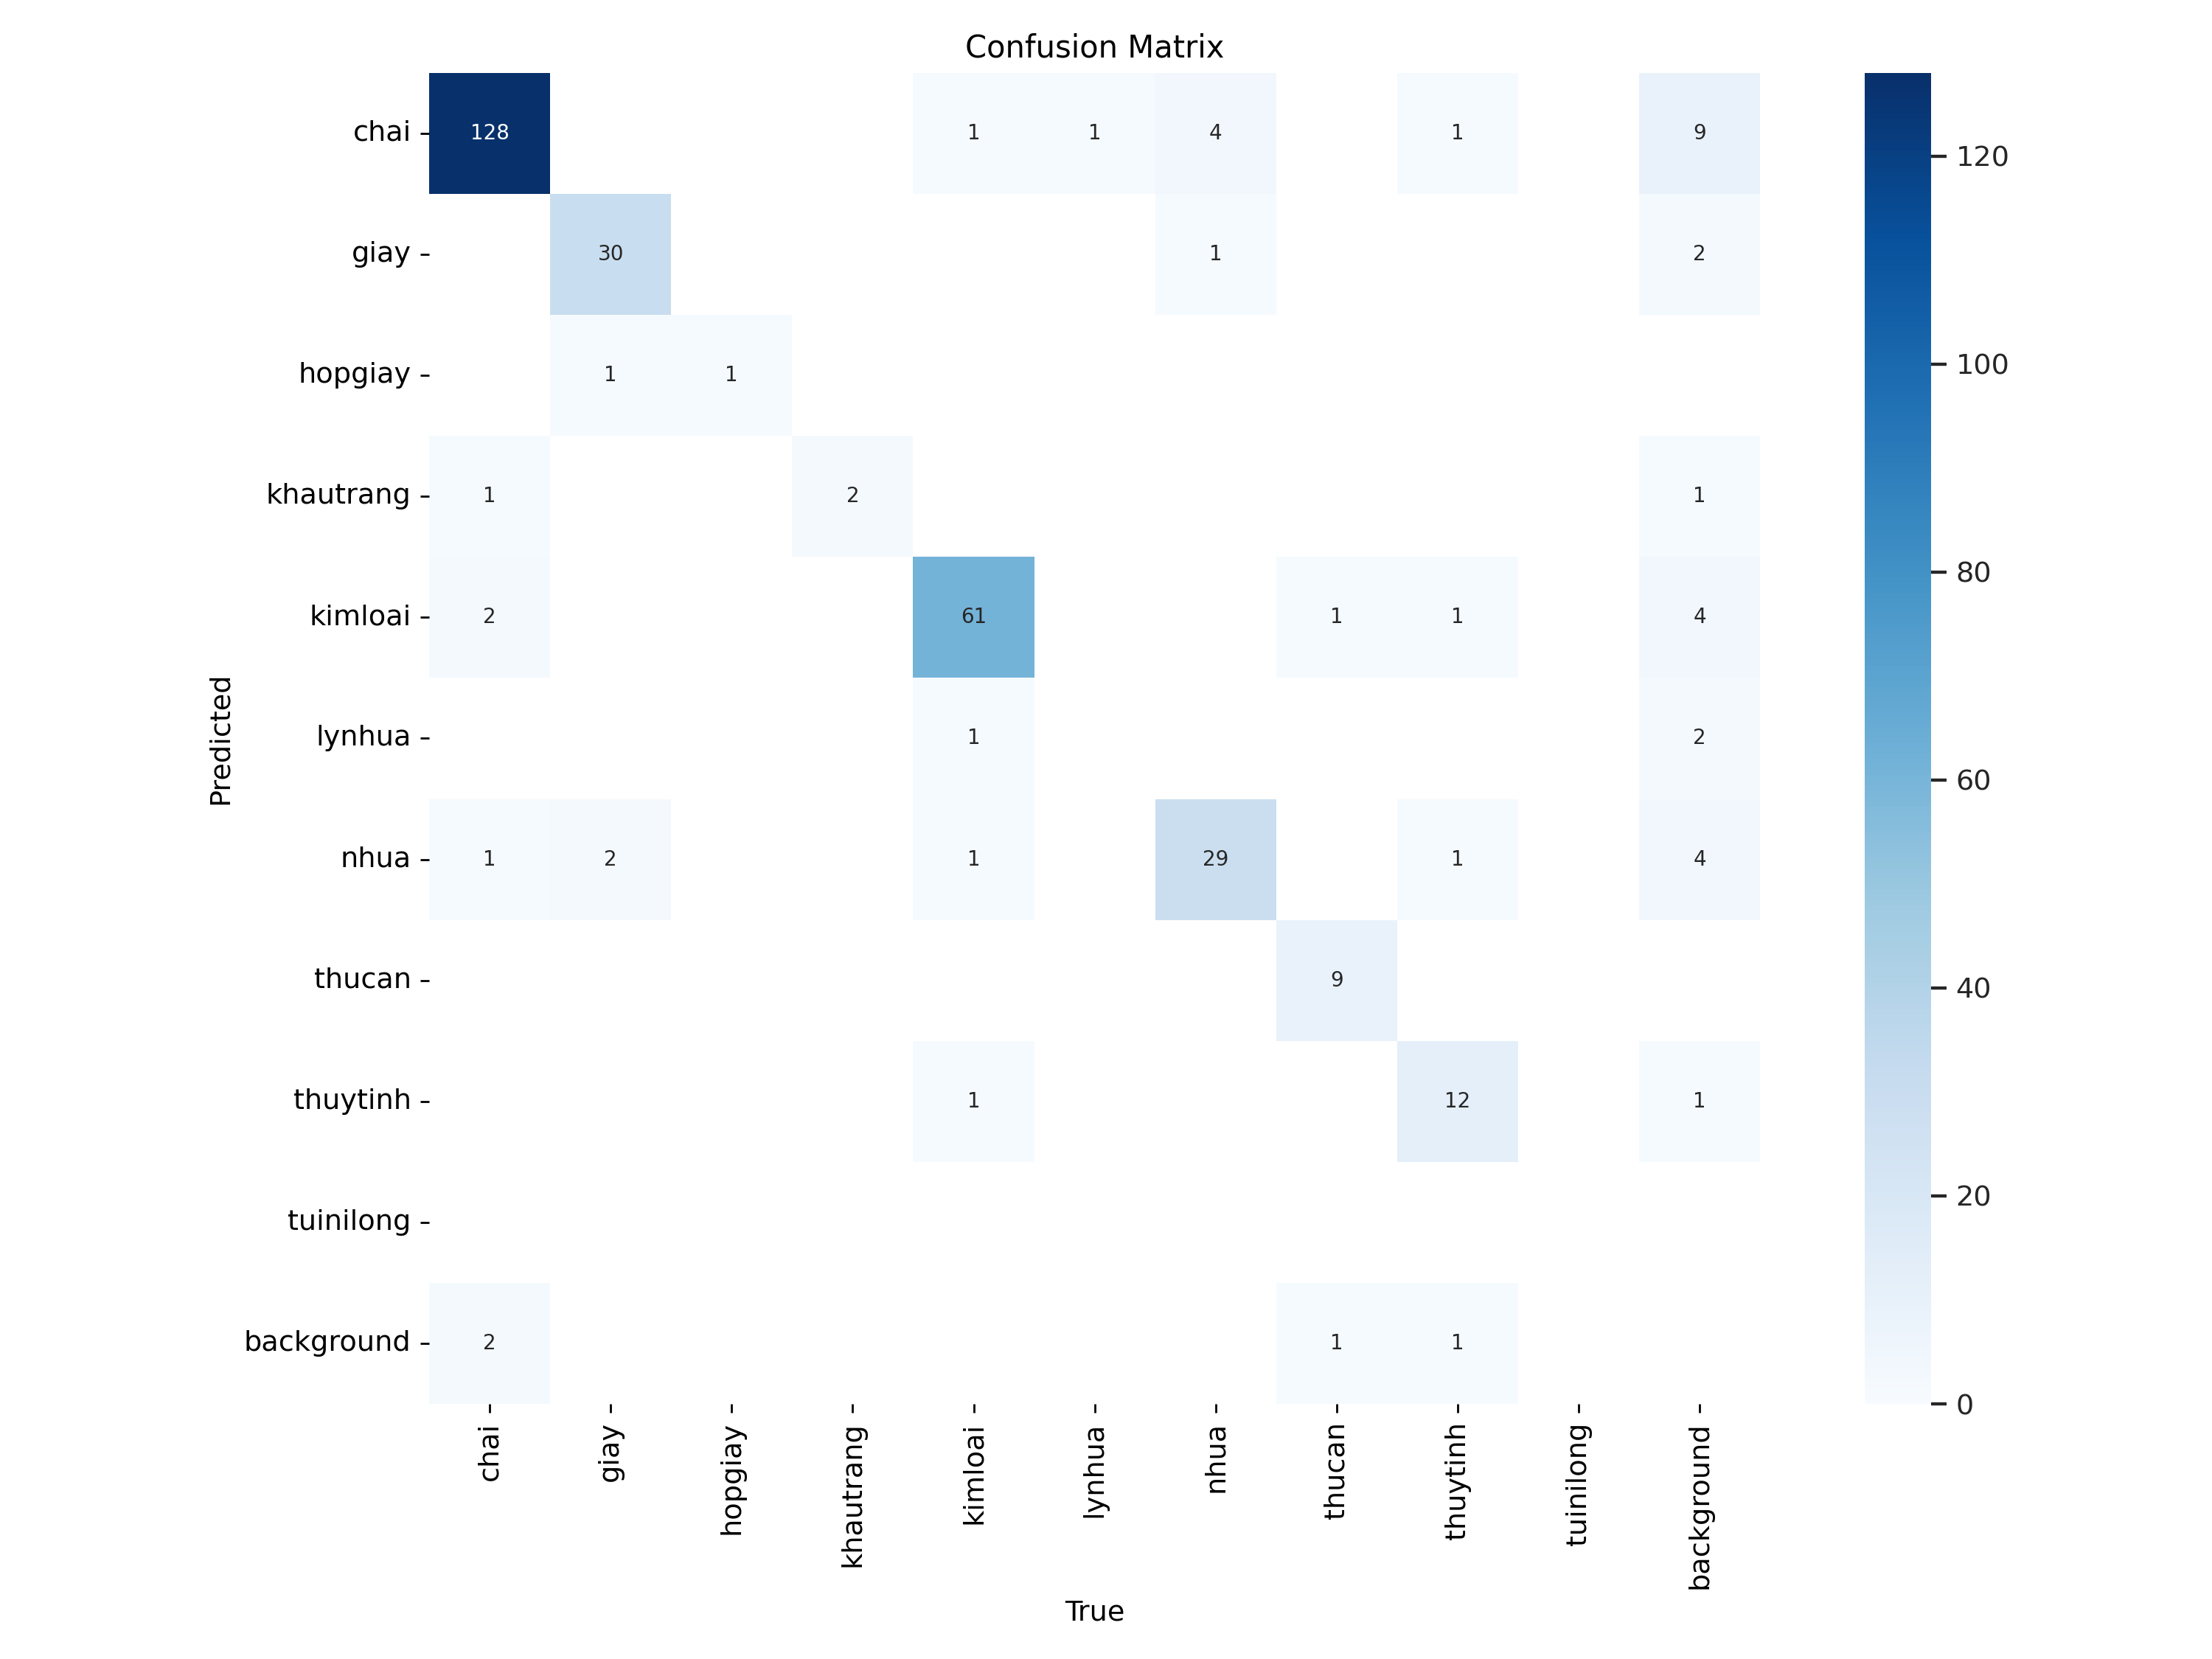 Confusion Matrix
chai 128 1 1 4 1 9
giay 30 1 2
hopgiay 1 1
khautrang 1 2 1
kimloai 2 61 1 1 4
lynhua 1 2
nhua 1 2 1 29 1 4
thucan 9
thuytinh 1 12 1
tuinilong
background 2 1 1
Predicted
chai giay hopgiay khautrang kimloai lynhua nhua thucan thuytinh tuinilong background
True
120
100
80
60
40
20
0